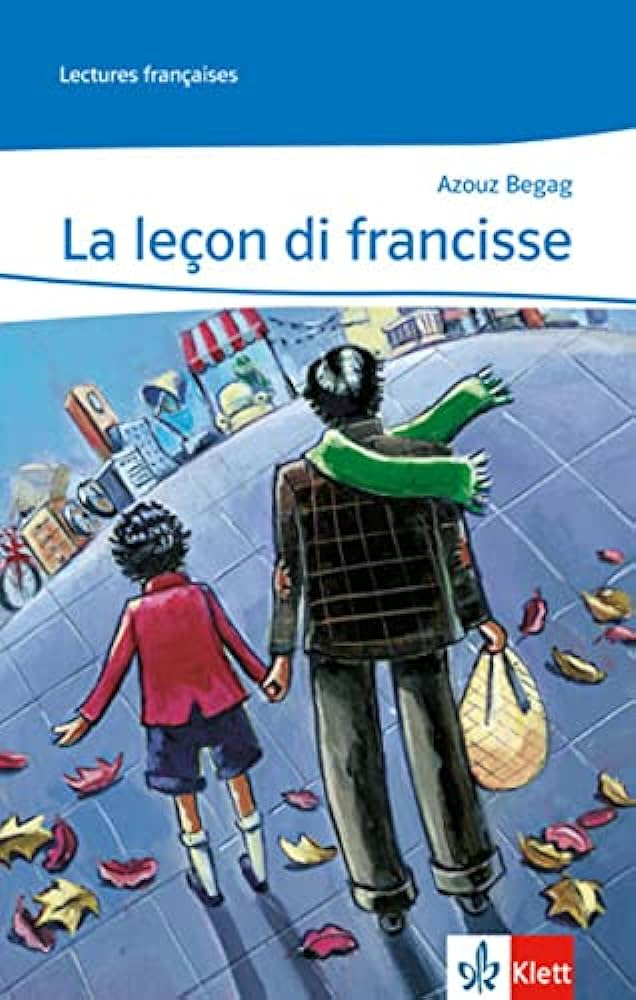 Lectures françaises
Azouz Begag
La leçon di francisse
Klett